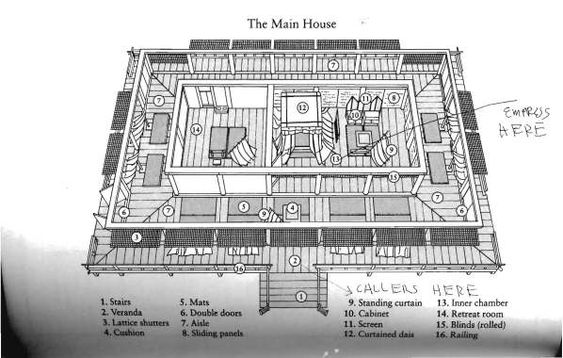 The Main House
7
7
12
11
8
10
14
EMPRESS
HERE
13
9
15
6
7
5
9
4
7
6
3
2
16
1
CALLERS HERE
1. Stairs
2. Veranda
3. Lattice shutters
4. Cushion
5. Mats
6. Double doors
7. Aisle
8. Sliding panels
9. Standing curtain
10. Cabinet
11. Screen
12. Curtained dais
13. Inner chamber
14. Retreat room
15. Blinds (rolled)
16. Railing